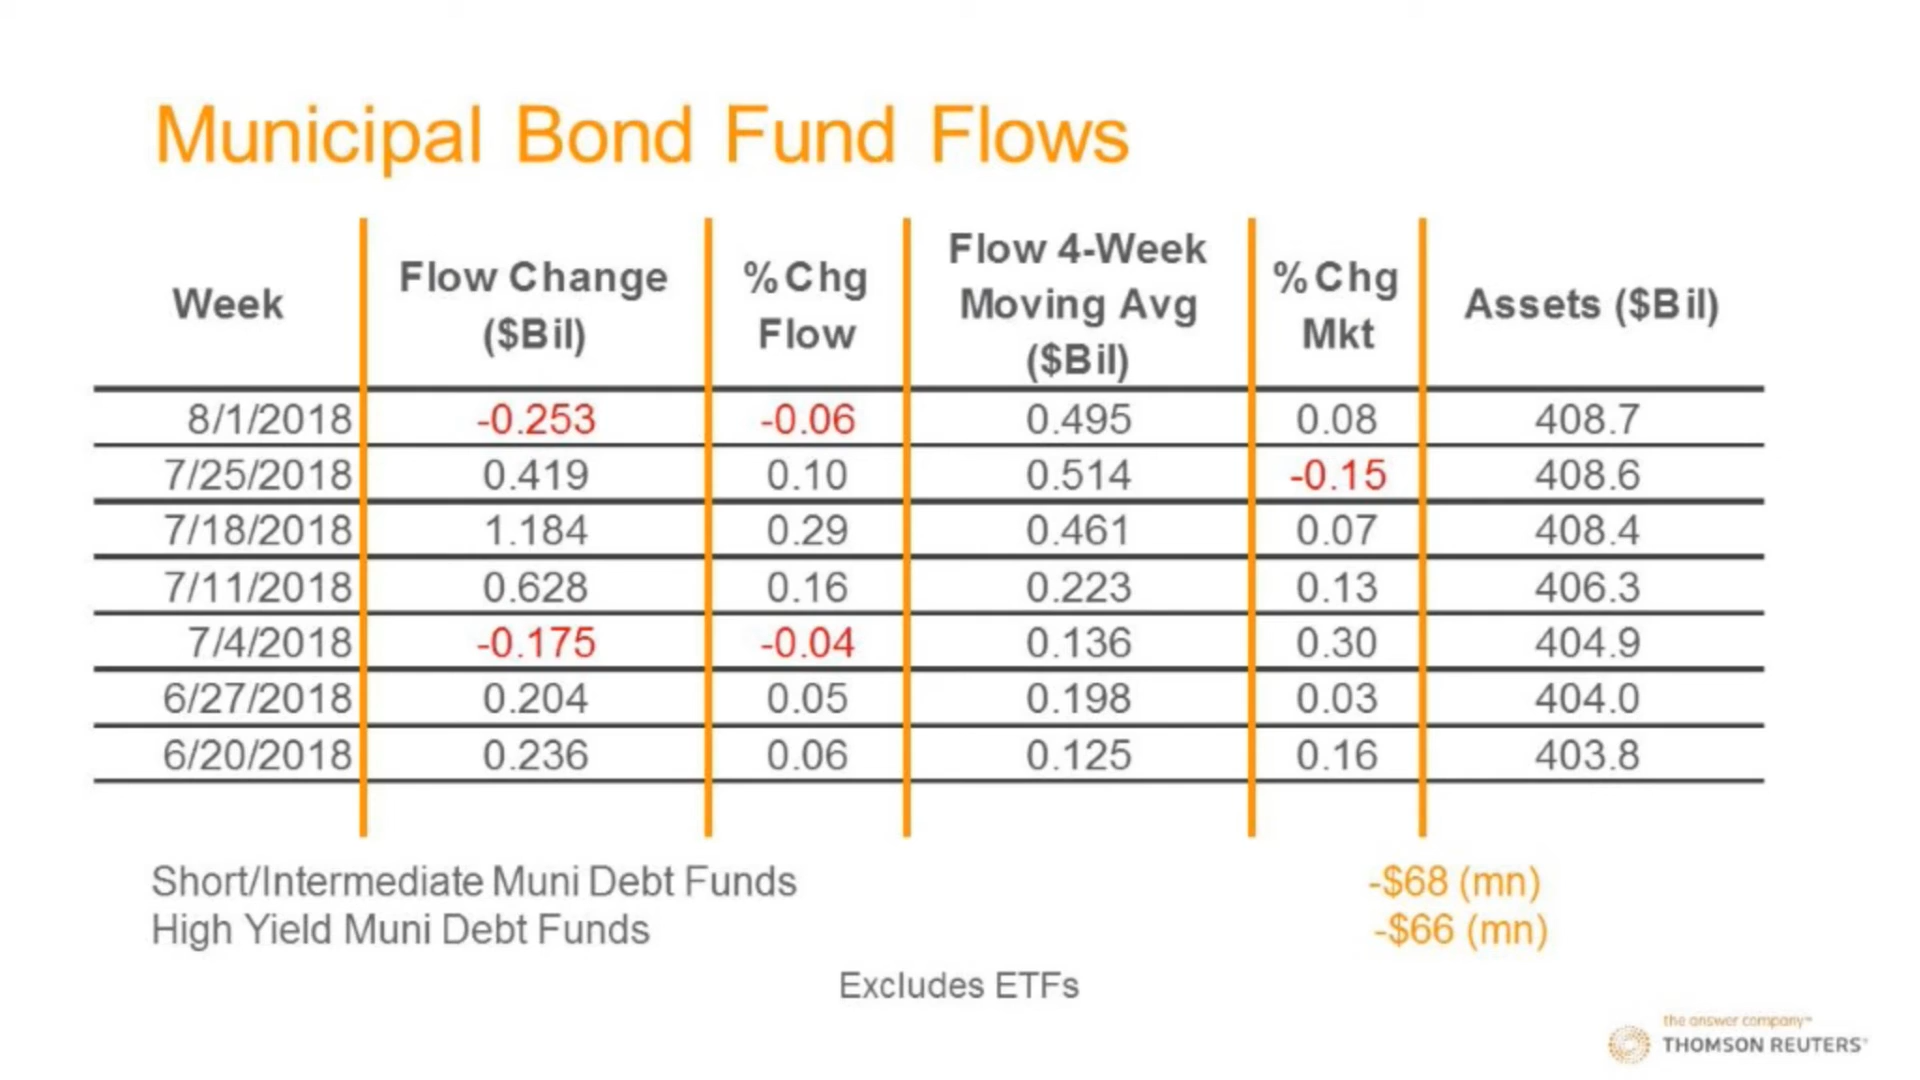 Municipal Bond Fund Flows
Week Flow Change ($Bil) %Chg Flow Flow 4-Week Moving Avg ($Bil) %Chg Mkt Assets ($Bil)
8/1/2018 -0.253 -0.06 0.495 0.08 408.7
7/25/2018 0.419 0.10 0.514 -0.15 408.6
7/18/2018 1.184 0.29 0.461 0.07 408.4
7/11/2018 0.628 0.16 0.223 0.13 406.3
7/4/2018 -0.175 -0.04 0.136 0.30 404.9
6/27/2018 0.204 0.05 0.198 0.03 404.0
6/20/2018 0.236 0.06 0.125 0.16 403.8
Short/Intermediate Muni Debt Funds -$68 (mn)
High Yield Muni Debt Funds -$66 (mn)
Excludes ETFs
the answer company™
THOMSON REUTERS®